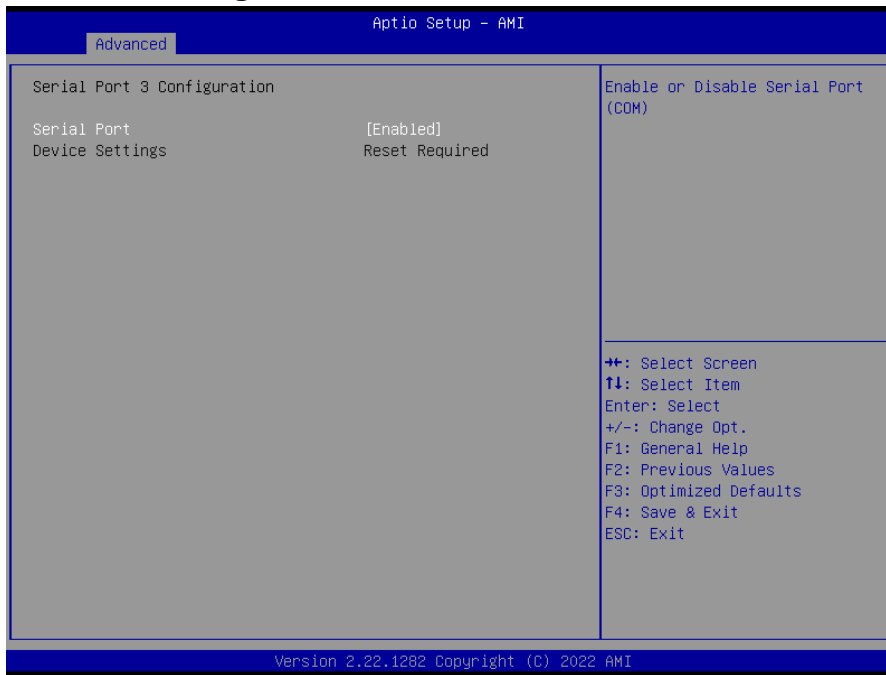 Aptio Setup – AMI
Advanced
Serial Port 3 Configuration
Serial Port [Enabled]
Device Settings Reset Required
Enable or Disable Serial Port
(COM)
→←: Select Screen
↑↓: Select Item
Enter: Select
+/-: Change Opt.
F1: General Help
F2: Previous Values
F3: Optimized Defaults
F4: Save & Exit
ESC: Exit
Version 2.22.1282 Copyright (C) 2022 AMI